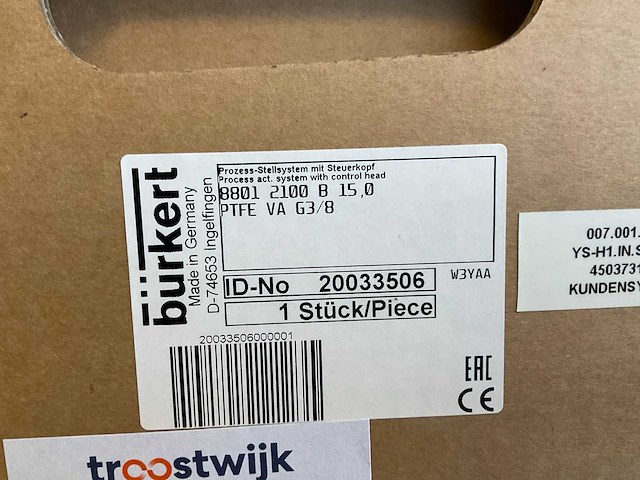 bürkert
Made in Germany
D-74653 Ingelfingen
Prozess-Stellsystem mit Steuerkopf
Process act. system with control head
8801 2100 B 15,0
PTFE VA G3/8
ID-No 20033506
W3YAA
1 Stück/Piece
20033506000001
EAC
CE
007.001.
YS-H1.IN.S
4503731
KUNDENSY
troostwijk